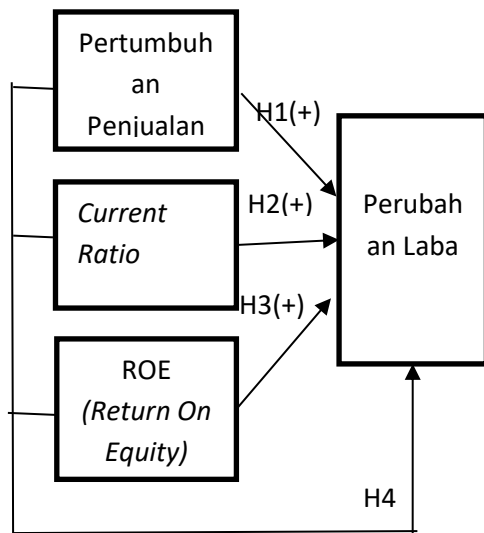 Pertumbuh
an
Penjualan
H1(+)
Current
Ratio
H2(+)
Perubah
an Laba
H3(+)
ROE
(Return On
Equity)
H4